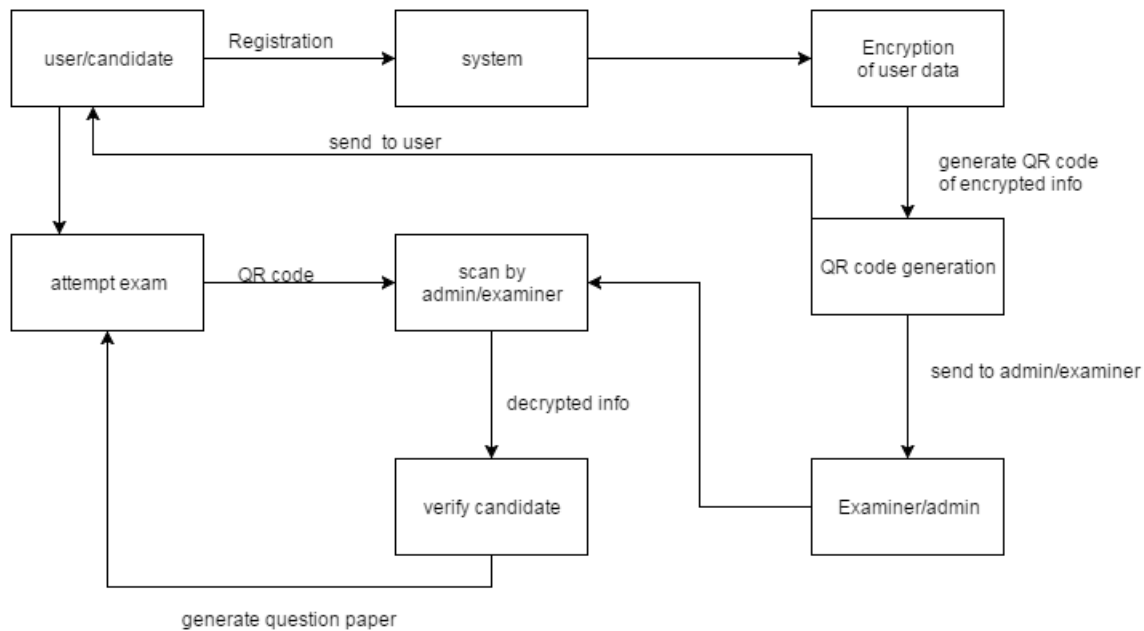 user/candidate
Registration
system
Encryption
of user data
send to user
generate QR code
of encrypted info
attempt exam
QR code
scan by
admin/examiner
QR code generation
send to admin/examiner
decrypted info
verify candidate
Examiner/admin
generate question paper